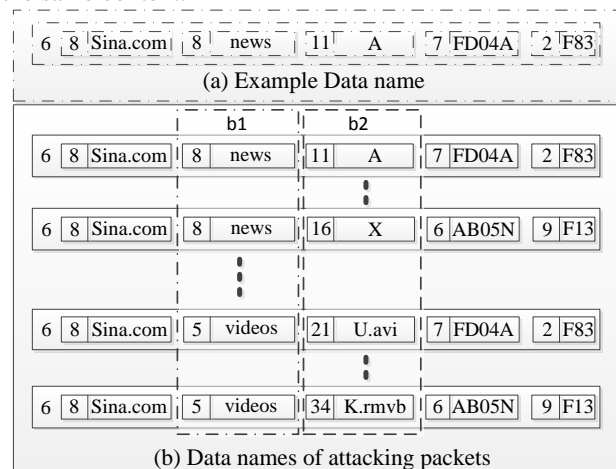 6 8 Sina.com 8 news 11 A 7 FD04A 2 F83
(a) Example Data name
b1 b2
6 8 Sina.com 8 news 11 A 7 FD04A 2 F83
6 8 Sina.com 8 news 16 X 6 AB05N 9 F13
6 8 Sina.com 5 videos 21 U.avi 7 FD04A 2 F83
6 8 Sina.com 5 videos 34 K.rmvb 6 AB05N 9 F13
(b) Data names of attacking packets